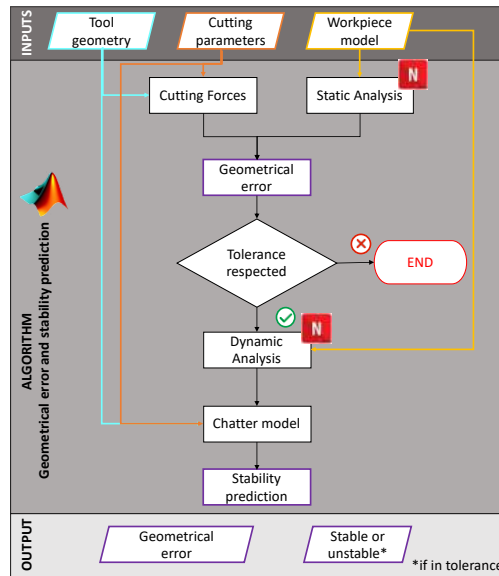 INPUTS
Tool
geometry
Cutting
parameters
Workpiece
model
N
Cutting Forces
Static Analysis
Geometrical
error
ALGORITHM
Geometrical error and stability prediction
Tolerance
respected
END
N
Dynamic
Analysis
Chatter model
Stability
prediction
OUTPUT
Geometrical
error
Stable or
unstable*
*if in tolerance